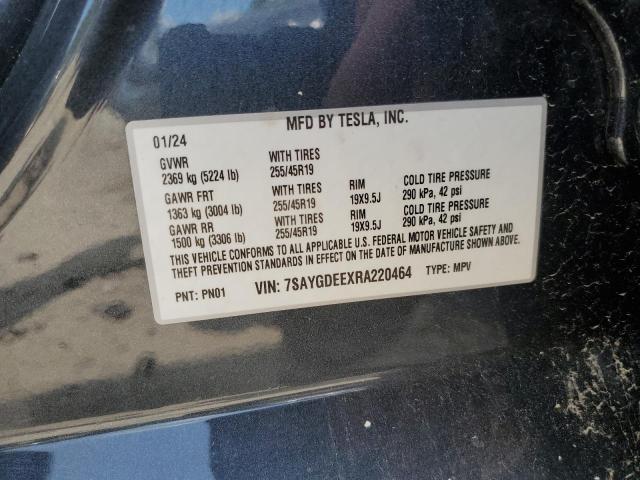 MFD BY TESLA, INC.
01/24
GVWR WITH TIRES
2369 kg (5224 lb) 255/45R19
GAWR FRT WITH TIRES RIM COLD TIRE PRESSURE
1363 kg (3004 lb) 255/45R19 19X9.5J 290 kPa, 42 psi
GAWR RR WITH TIRES RIM COLD TIRE PRESSURE
1500 kg (3306 lb) 255/45R19 19X9.5J 290 kPa, 42 psi
THIS VEHICLE CONFORMS TO ALL APPLICABLE U.S. FEDERAL MOTOR VEHICLE SAFETY AND
THEFT PREVENTION STANDARDS IN EFFECT ON THE DATE OF MANUFACTURE SHOWN ABOVE.
PNT: PN01 VIN: 7SAYGDEEXRA220464 TYPE: MPV